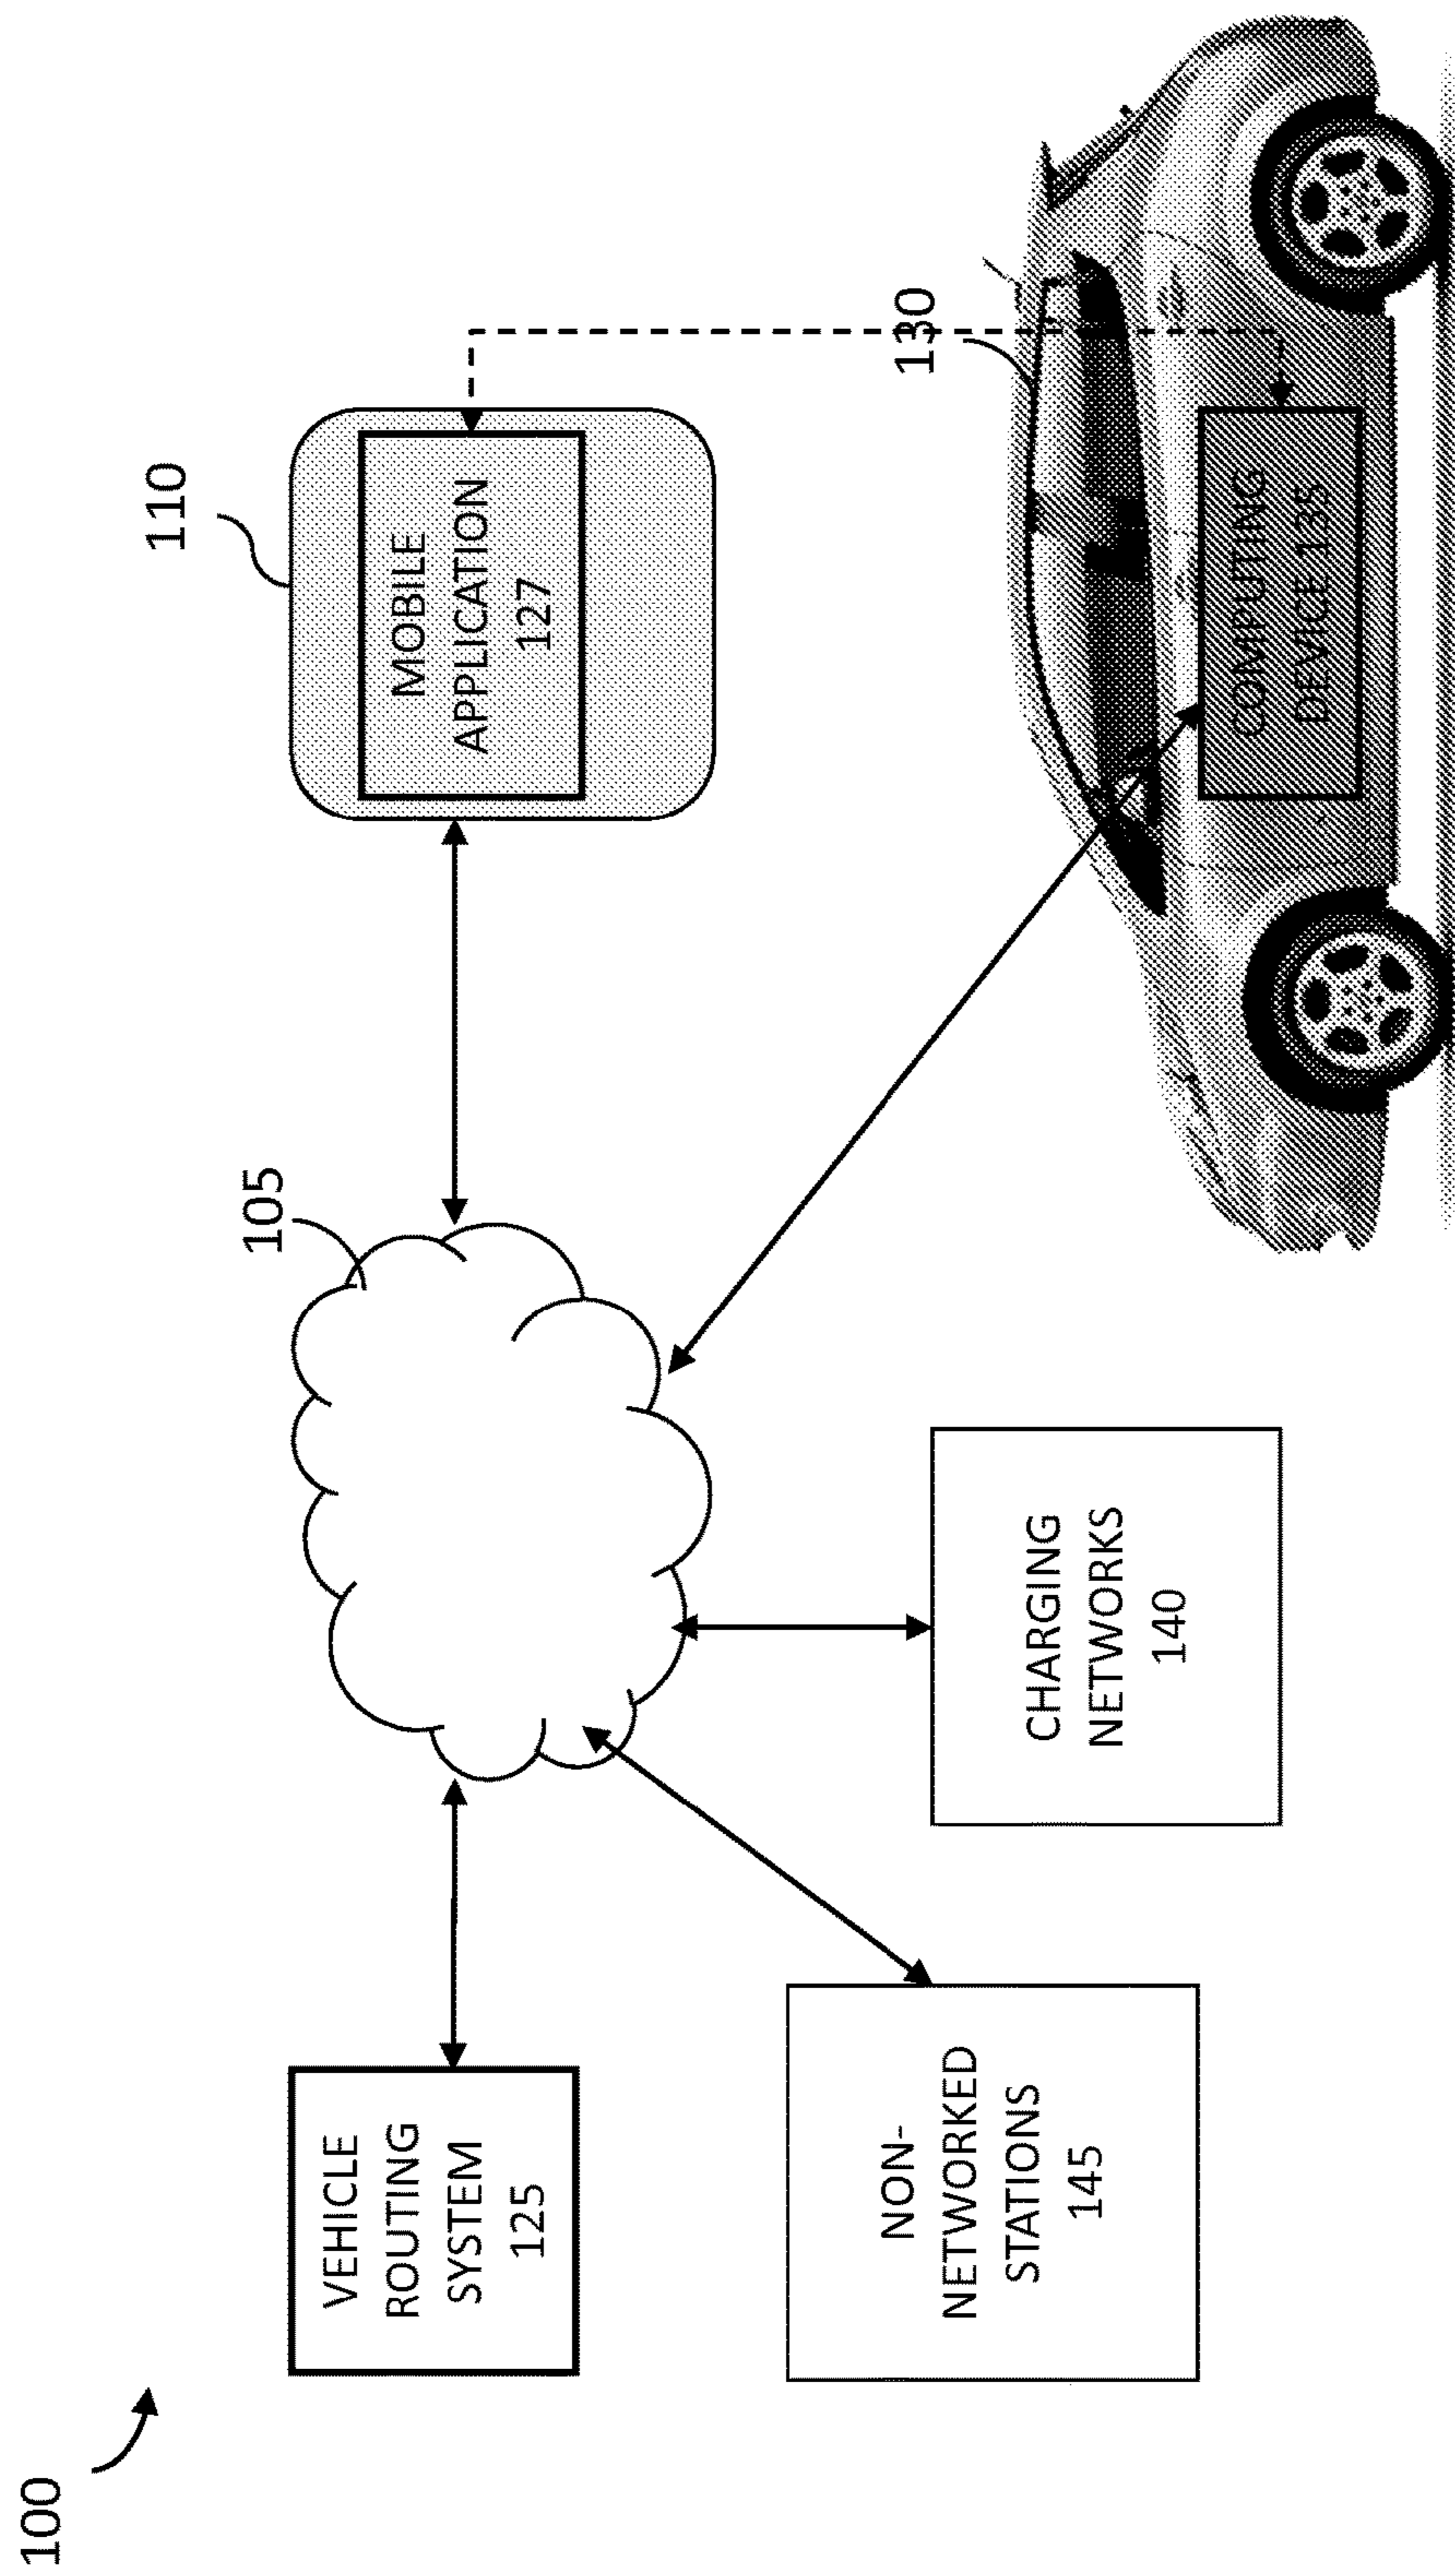 100
105
110
VEHICLE
ROUTING
SYSTEM
125
MOBILE
APPLICATION
127
NON-
NETWORKED
STATIONS
145
CHARGING
NETWORKS
140
130
COMPUTING
DEVICE 135